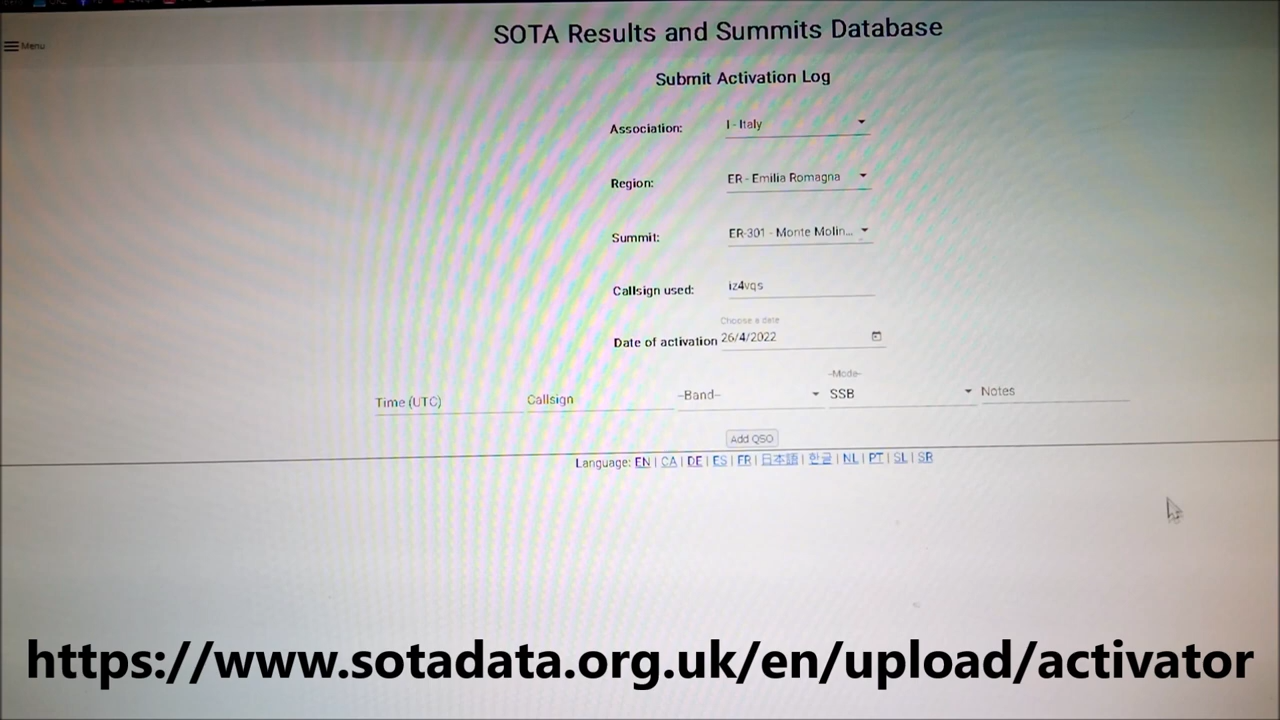 SOTA Results and Summits Database
Menu
Submit Activation Log
Association: I - Italy
Region: ER - Emilia Romagna
Summit: ER-301 - Monte Molin...
Callsign used: iz4vqs
Choose a date
Date of activation 26/4/2022
-Mode-
Time (UTC) Callsign -Band- SSB Notes
Add QSO
Language: EN | CA | DE | ES | FR | 日本語 | 한글 | NL | PT | SL | SR
https://www.sotadata.org.uk/en/upload/activator